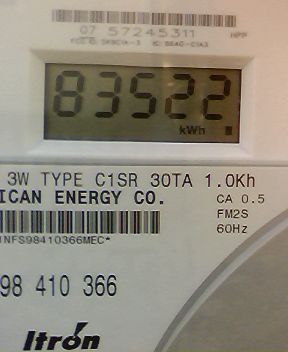 07 57245311
83522
kWh
3W TYPE C1SR 30TA 1.0Kh
ICAN ENERGY CO.
CA 0.5
FM2S
60Hz
NFS98410366MEC*
98 410 366
Itron